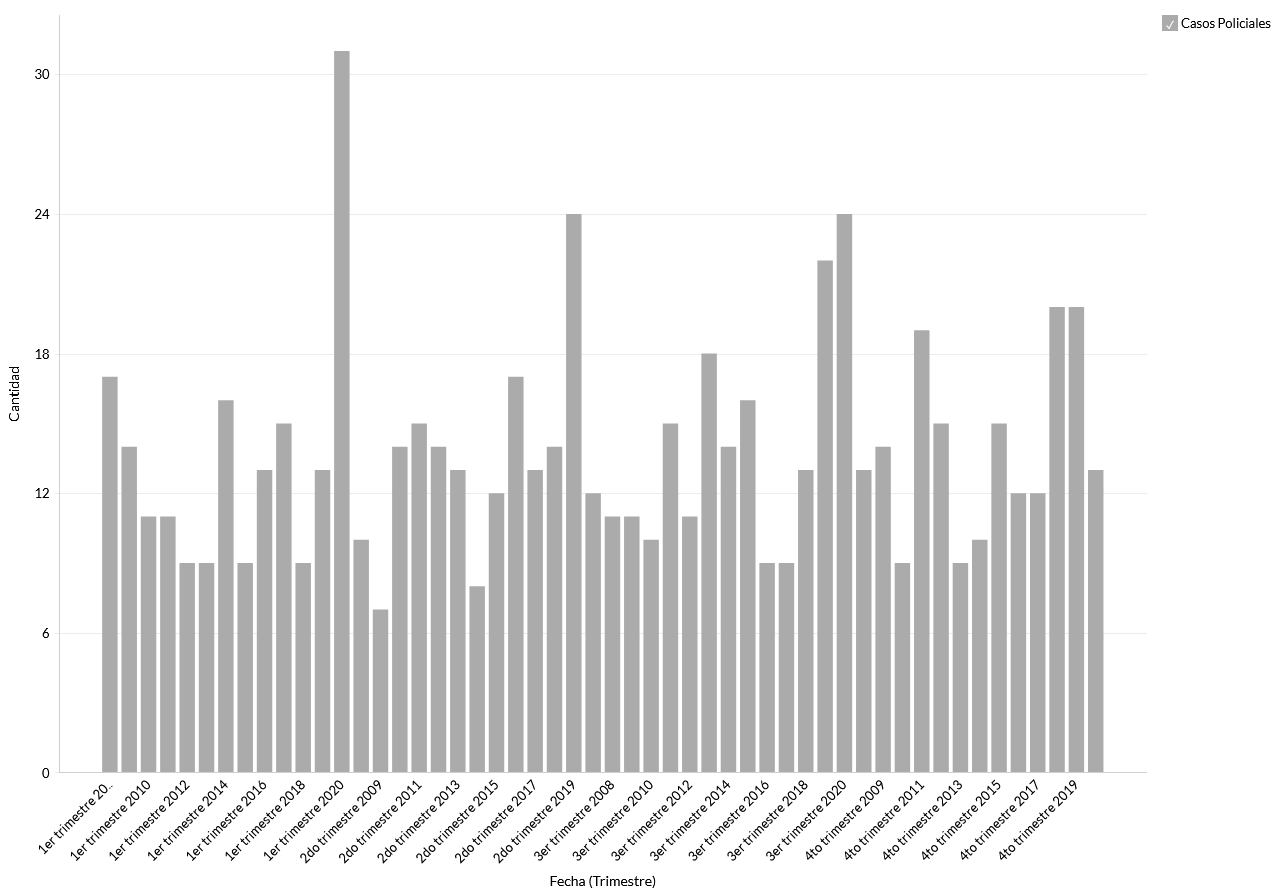 Casos Policiales
30
24
18
12
6
0
Cantidad
1er trimestre 20..
1er trimestre 2010
1er trimestre 2012
1er trimestre 2014
1er trimestre 2016
1er trimestre 2018
1er trimestre 2020
2do trimestre 2009
2do trimestre 2011
2do trimestre 2013
2do trimestre 2015
2do trimestre 2017
2do trimestre 2019
3er trimestre 2008
3er trimestre 2010
3er trimestre 2012
3er trimestre 2014
3er trimestre 2016
3er trimestre 2018
3er trimestre 2020
4to trimestre 2009
4to trimestre 2011
4to trimestre 2013
4to trimestre 2015
4to trimestre 2017
4to trimestre 2019
Fecha (Trimestre)